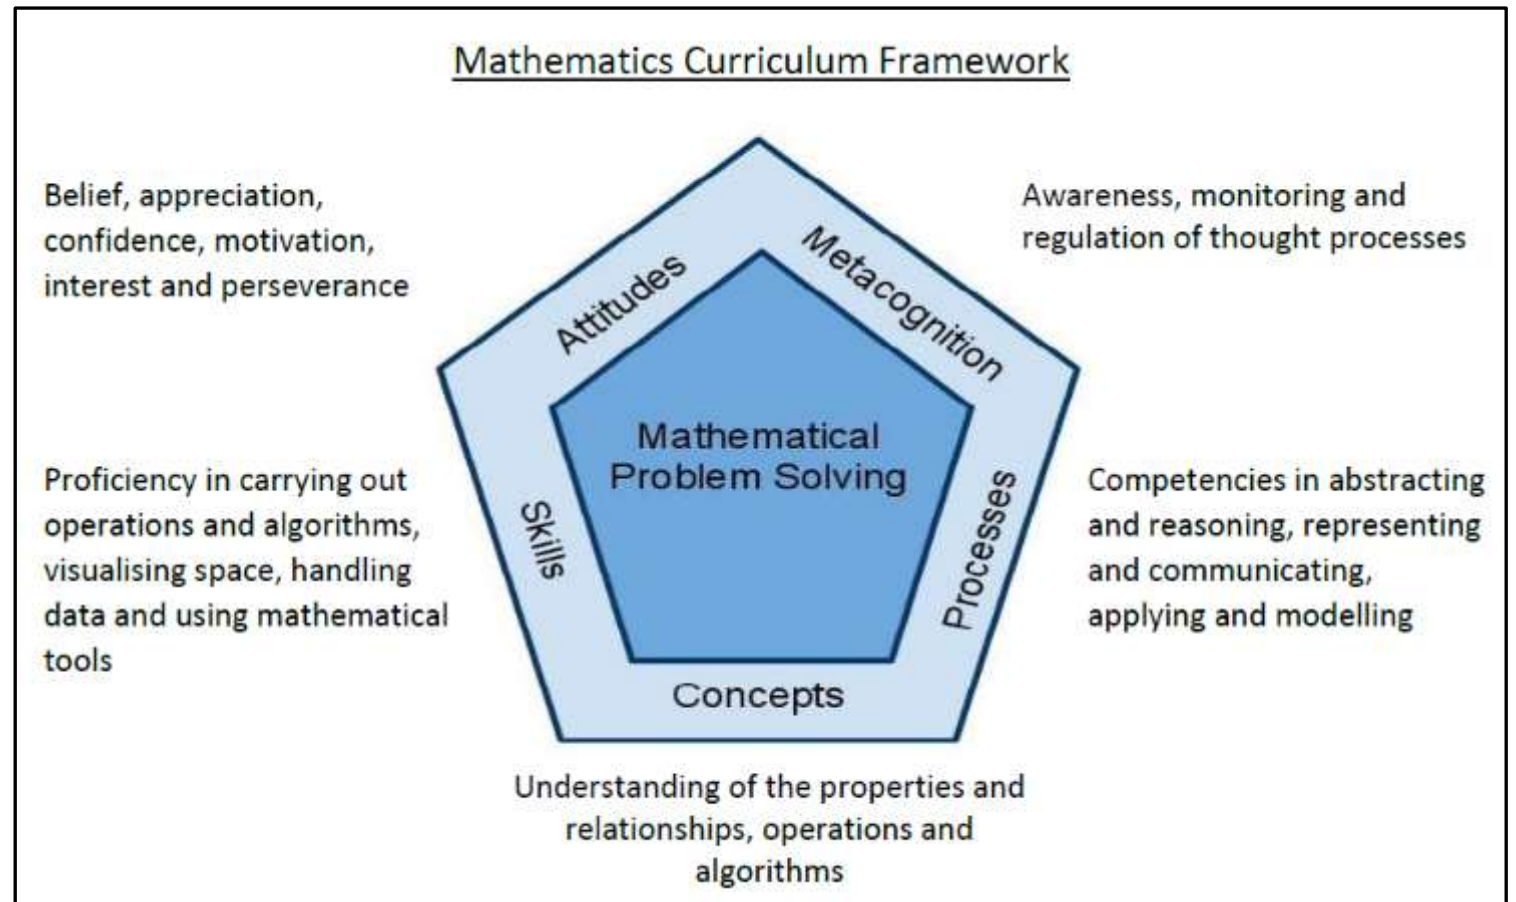 Mathematics Curriculum Framework
Belief, appreciation,
confidence, motivation,
interest and perseverance
Attitudes
Metacognition
Awareness, monitoring and
regulation of thought processes
Mathematical
Problem Solving
Proficiency in carrying out
operations and algorithms,
visualising space, handling
data and using mathematical
tools
Skills
Processes
Competencies in abstracting
and reasoning, representing
and communicating,
applying and modelling
Concepts
Understanding of the properties and
relationships, operations and
algorithms